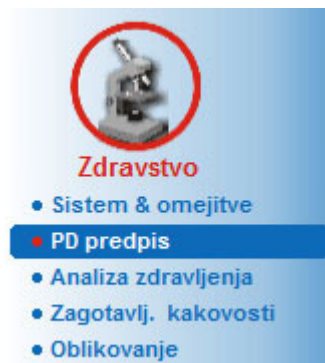 Zdravstvo
Sistem & omejitve
PD predpis
Analiza zdravljenja
Zagotavlj. kakovosti
Oblikovanje